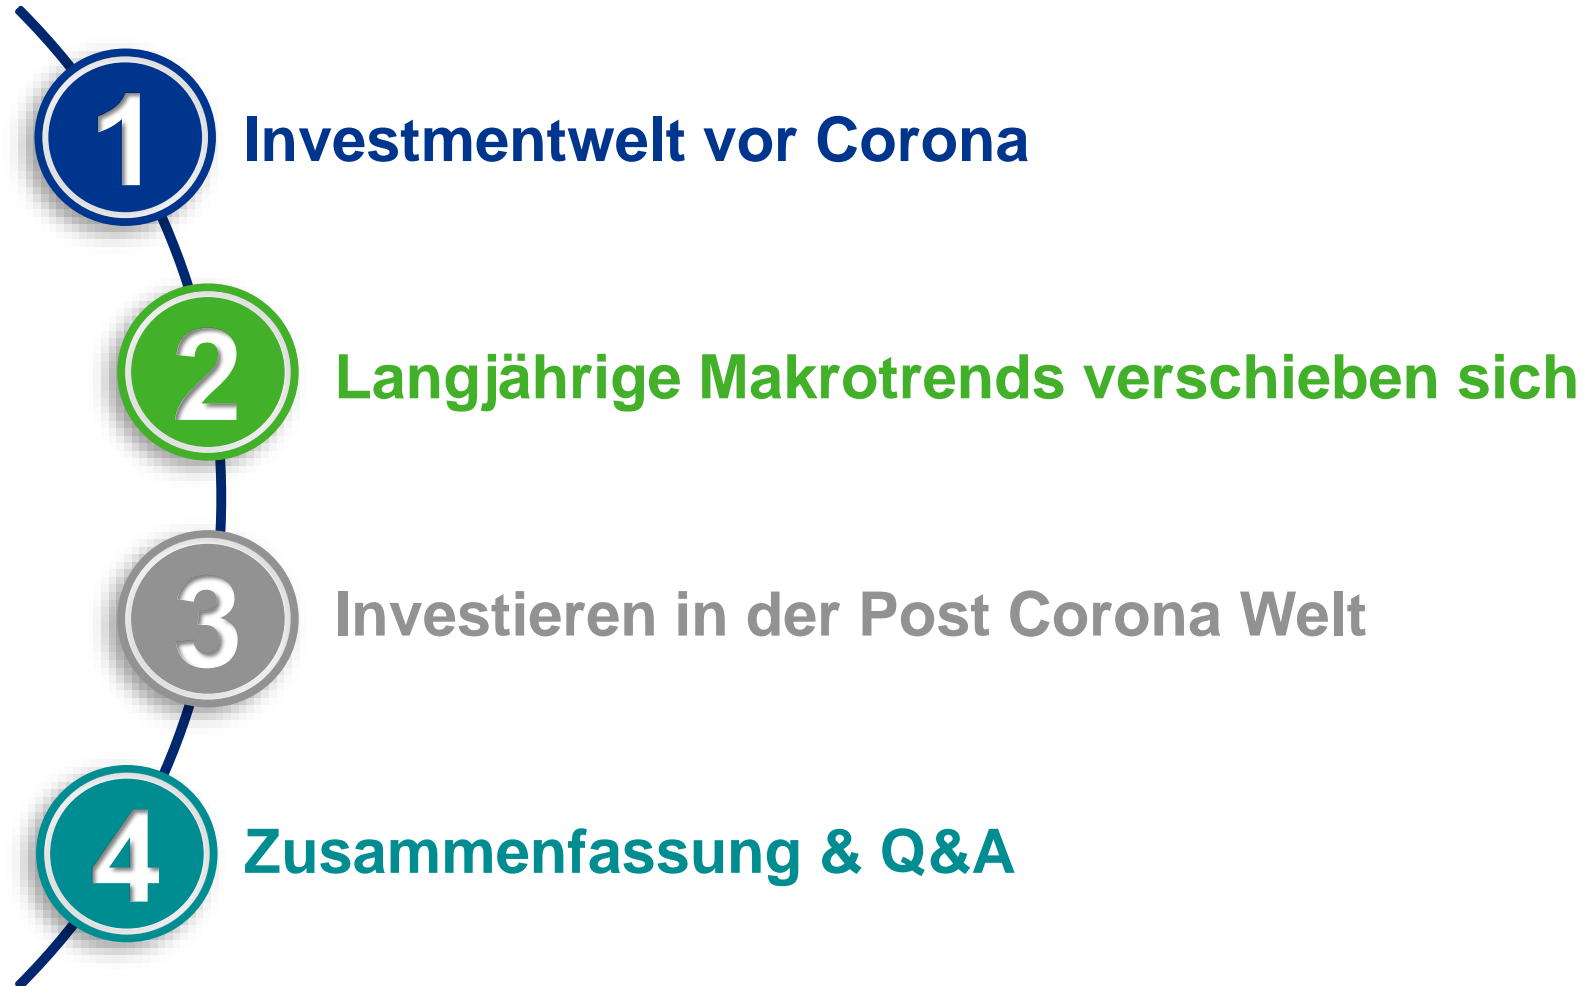 1
Investmentwelt vor Corona
2
Langjährige Makrotrends verschieben sich
3
Investieren in der Post Corona Welt
4
Zusammenfassung & Q&A